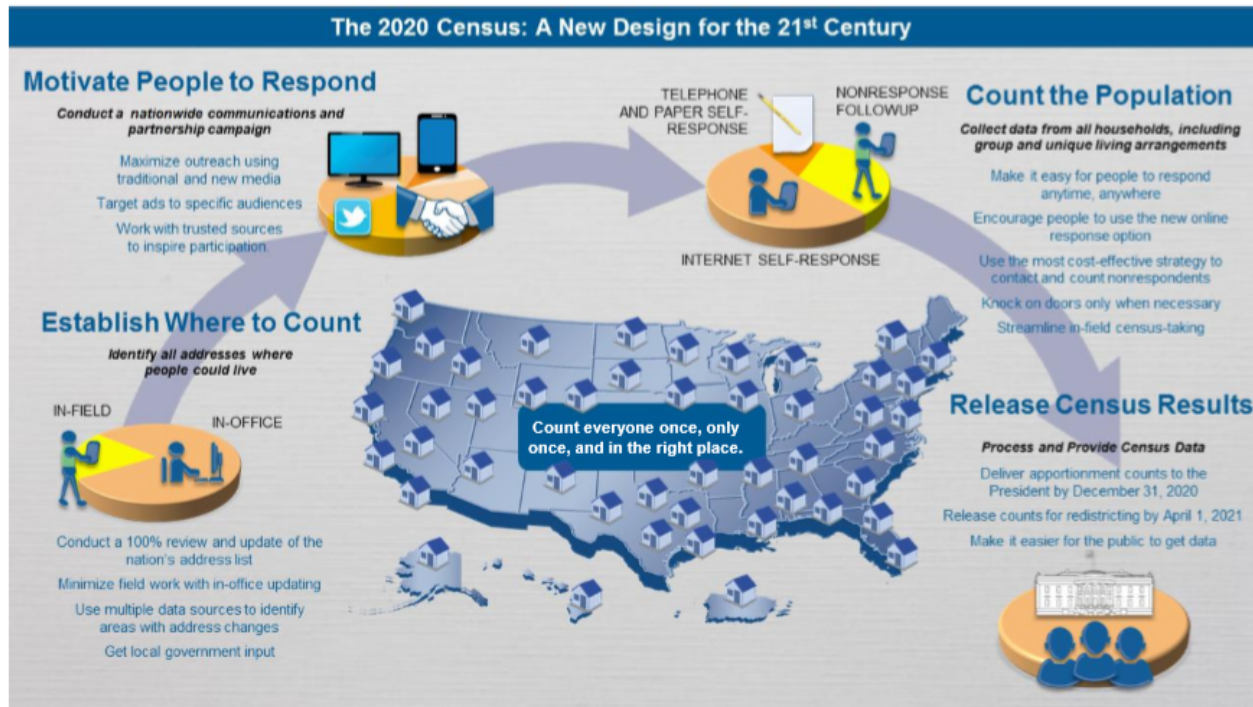 The 2020 Census: A New Design for the 21st Century
Motivate People to Respond
Conduct a nationwide communications and
partnership campaign
Maximize outreach using
traditional and new media
Target ads to specific audiences
Work with trusted sources
to inspire participation.
TELEPHONE
AND PAPER SELF-
RESPONSE
NONRESPONSE
FOLLOWUP
INTERNET SELF-RESPONSE
Count the Population
Collect data from all households, including
group and unique living arrangements
Make it easy for people to respond
anytime, anywhere
Encourage people to use the new online
response option
Use the most cost-effective strategy to
contact and count nonrespondents
Knock on doors only when necessary
Streamline in-field census-taking
Establish Where to Count
Identify all addresses where
people could live
IN-FIELD
IN-OFFICE
Conduct a 100% review and update of the
nation's address list
Minimize field work with in-office updating
Use multiple data sources to identify
areas with address changes
Get local government input
Count everyone once, only
once, and in the right place.
Release Census Results
Process and Provide Census Data
Deliver apportionment counts to the
President by December 31, 2020
Release counts for redistricting by April 1, 2021
Make it easier for the public to get data